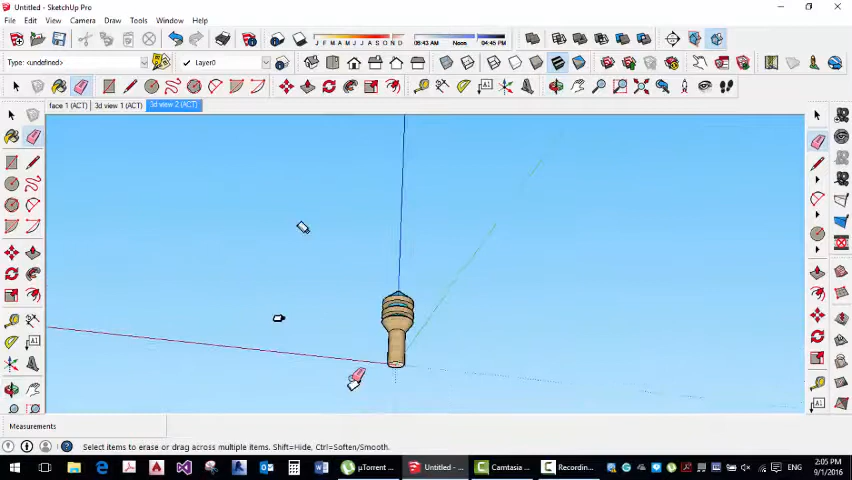 Untitled - SketchUp Pro
File Edit View Camera Draw Tools Window Help
J F M A M J J A S O N D 06:43 AM Noon 04:45 PM
Type: <undefined> Layer0
face 1 (ACT) 3d view 1 (ACT) 3d view 2 (ACT)
Measurements
Select items to erase or drag across multiple items. Shift=Hide, Ctrl=Soften/Smooth.
µTorrent ... Untitled - ... Camtasia ... Recordin... ENG 2:05 PM
9/1/2016